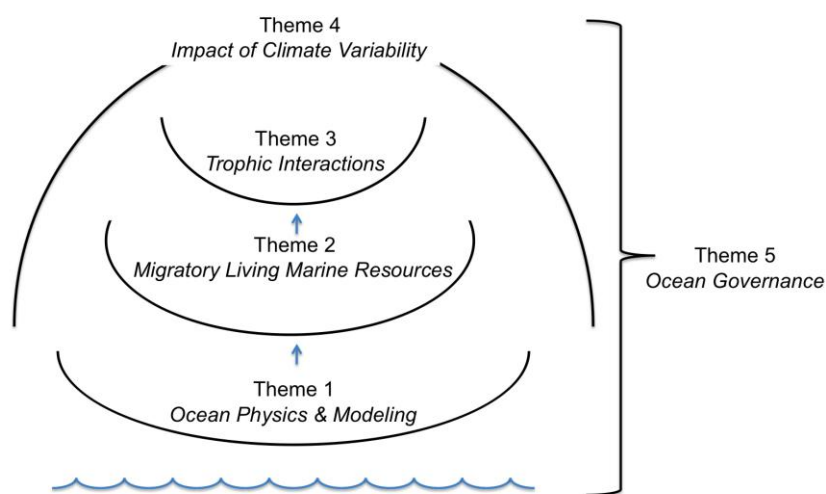 Theme 4
Impact of Climate Variability
Theme 3
Trophic Interactions
Theme 2
Migratory Living Marine Resources
Theme 5
Ocean Governance
Theme 1
Ocean Physics & Modeling